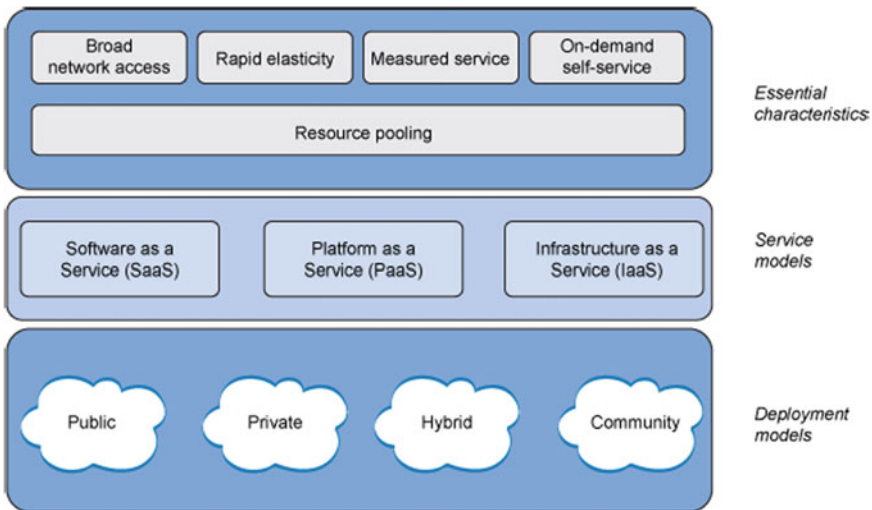 Broad
network access
Rapid elasticity
Measured service
On-demand
self-service
Resource pooling
Essential
characteristics
Software as a
Service (SaaS)
Platform as a
Service (PaaS)
Infrastructure as a
Service (IaaS)
Service
models
Public
Private
Hybrid
Community
Deployment
models